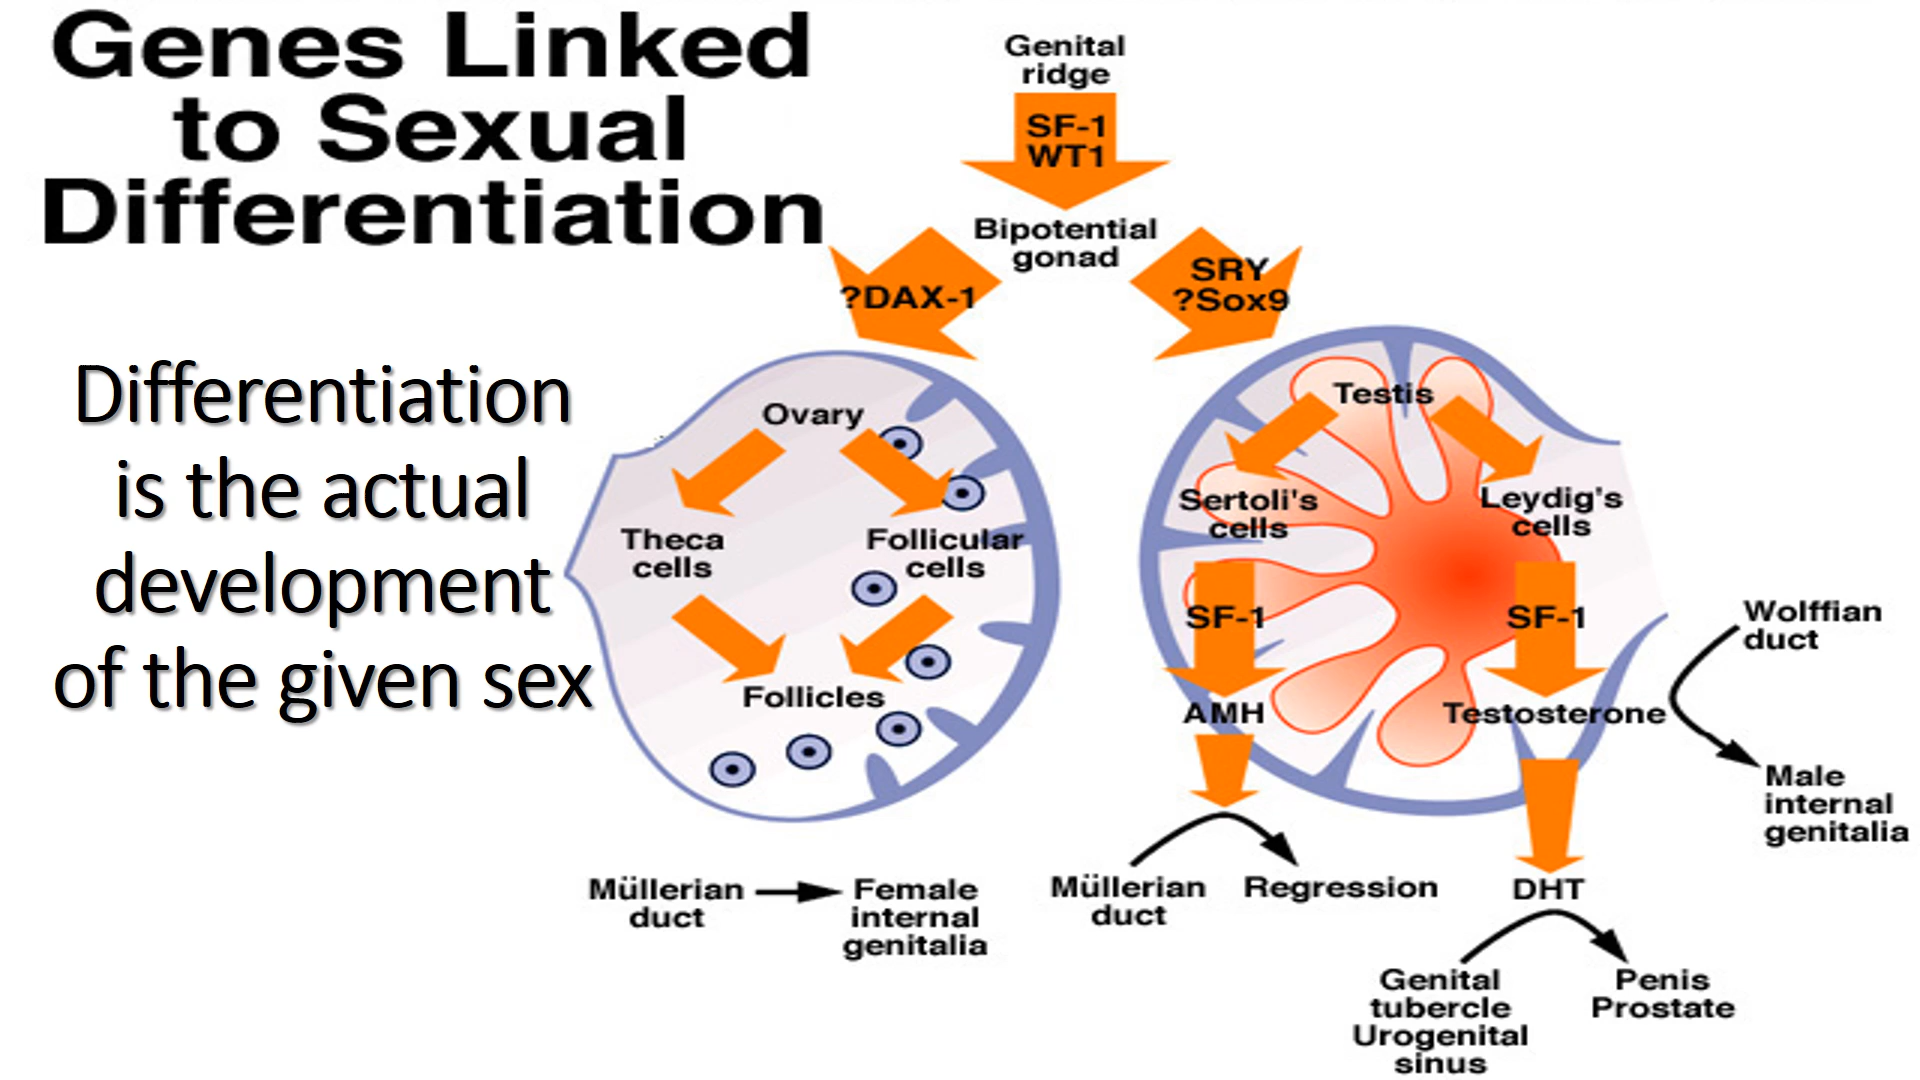 Genes Linked
to Sexual
Differentiation
Differentiation
is the actual
development
of the given sex
Genital
ridge
SF-1
WT1
Bipotential
gonad
?DAX-1
SRY
?Sox9
Ovary
Theca
cells
Follicular
cells
Follicles
Müllerian
duct
Female
internal
genitalia
Testis
Sertoli's
cells
Leydig's
cells
SF-1
SF-1
AMH
Testosterone
Wolffian
duct
Male
internal
genitalia
Müllerian
duct
Regression
DHT
Genital
tubercle
Urogenital
sinus
Penis
Prostate